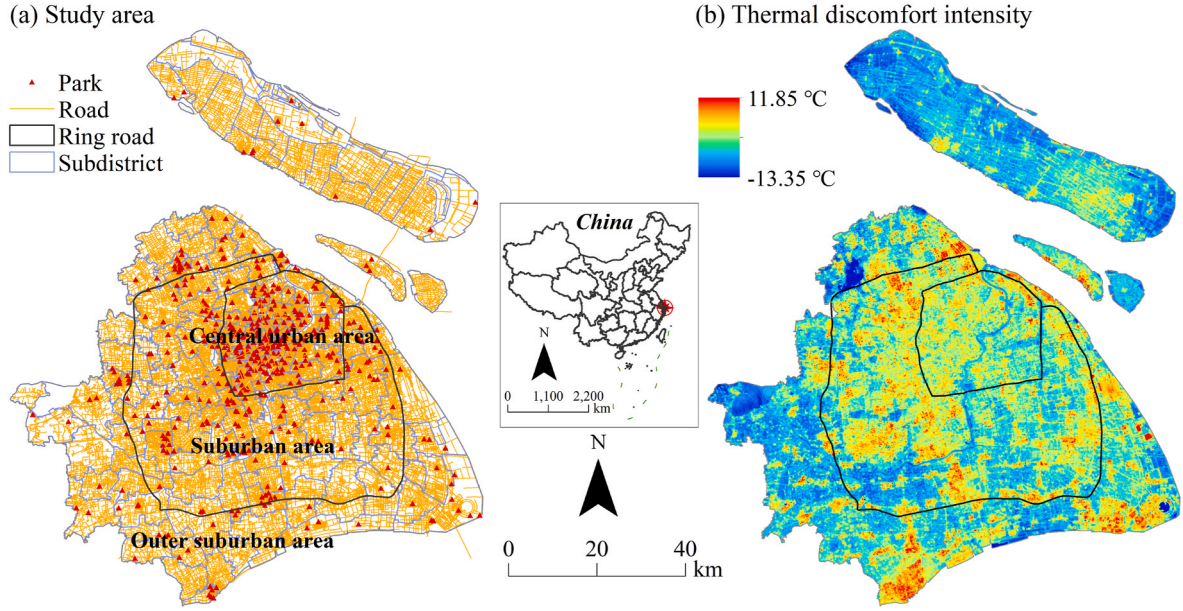 (a) Study area
Park
Road
Ring road
Subdistrict
Central urban area
Suburban area
Outer suburban area
China
N
0 1,100 2,200
km
N
0 20 40
km
(b) Thermal discomfort intensity
11.85 ℃
-13.35 ℃